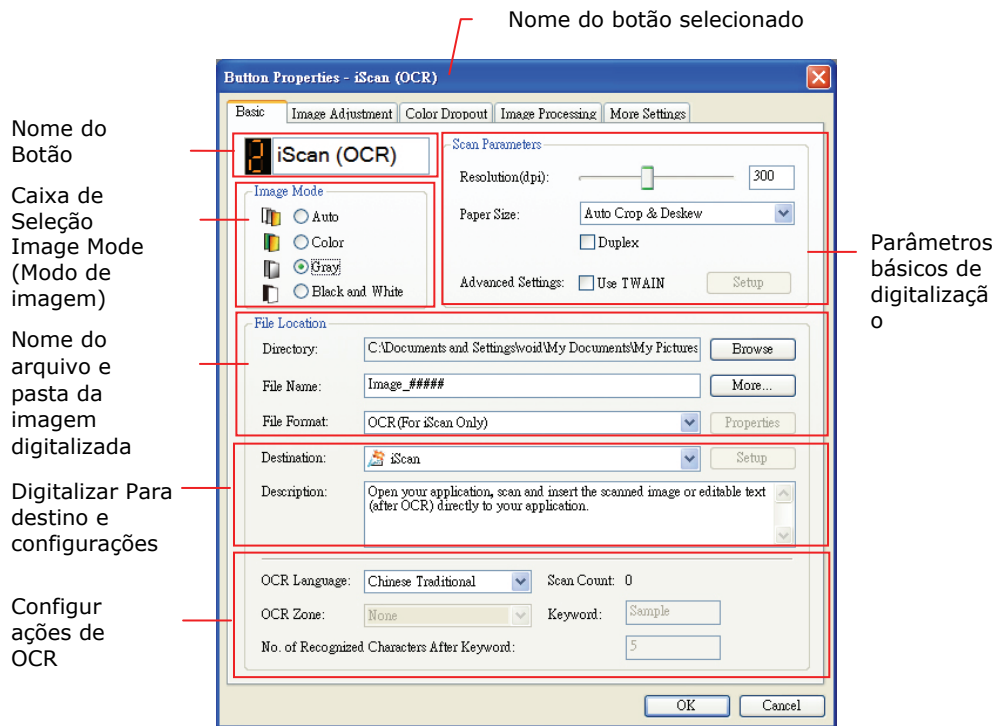 Nome do botão selecionado
Nome do
Botão
Caixa de
Seleção
Image Mode
(Modo de
imagem)
Nome do
arquivo e
pasta da
imagem
digitalizada
Digitalizar Para
destino e
configurações
Configur
ações de
OCR
Button Properties - iScan (OCR)
Basic Image Adjustment Color Dropout Image Processing More Settings
2 iScan (OCR)
Image Mode
Auto
Color
Gray
Black and White
Scan Parameters
Resolution(dpi): 300
Paper Size: Auto Crop & Deskew
Duplex
Advanced Settings: Use TWAIN Setup
File Location
Directory: C:\Documents and Settings\void\My Documents\My Pictures Browse
File Name: Image_##### More...
File Format: OCR(For iScan Only) Properties
Destination: iScan Setup
Description: Open your application, scan and insert the scanned image or editable text
(after OCR) directly to your application.
OCR Language: Chinese Traditional Scan Count: 0
OCR Zone: None Keyword: Sample
No. of Recognized Characters After Keyword: 5
OK Cancel
Parâmetros
básicos de
digitalizaçã
o